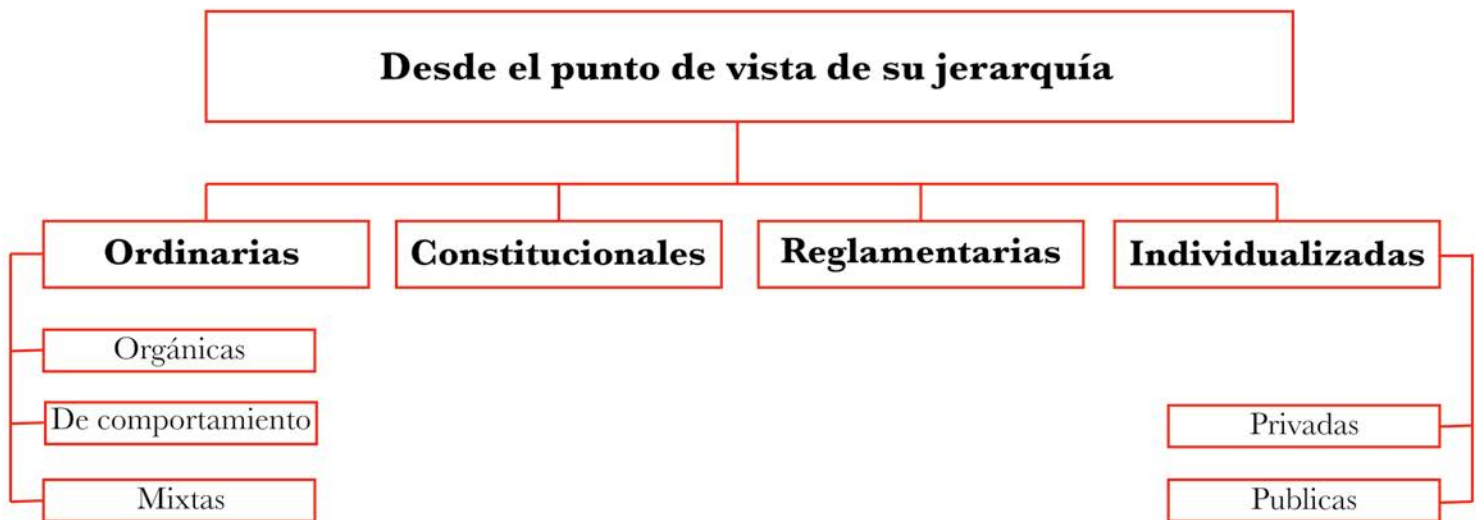 Desde el punto de vista de su jerarquía
Ordinarias
Constitucionales
Reglamentarias
Individualizadas
Orgánicas
De comportamiento
Mixtas
Privadas
Publicas